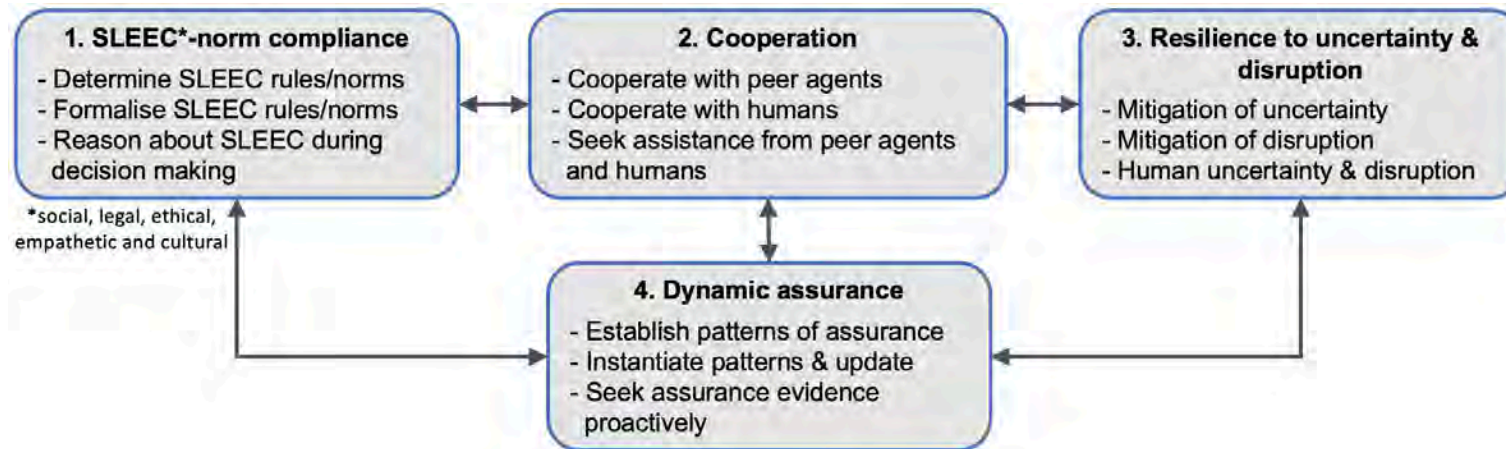 1. SLEEC*-norm compliance
- Determine SLEEC rules/norms
- Formalise SLEEC rules/norms
- Reason about SLEEC during
decision making
*social, legal, ethical,
empathetic and cultural
2. Cooperation
- Cooperate with peer agents
- Cooperate with humans
- Seek assistance from peer agents
and humans
3. Resilience to uncertainty &
disruption
- Mitigation of uncertainty
- Mitigation of disruption
- Human uncertainty & disruption
4. Dynamic assurance
- Establish patterns of assurance
- Instantiate patterns & update
- Seek assurance evidence
proactively